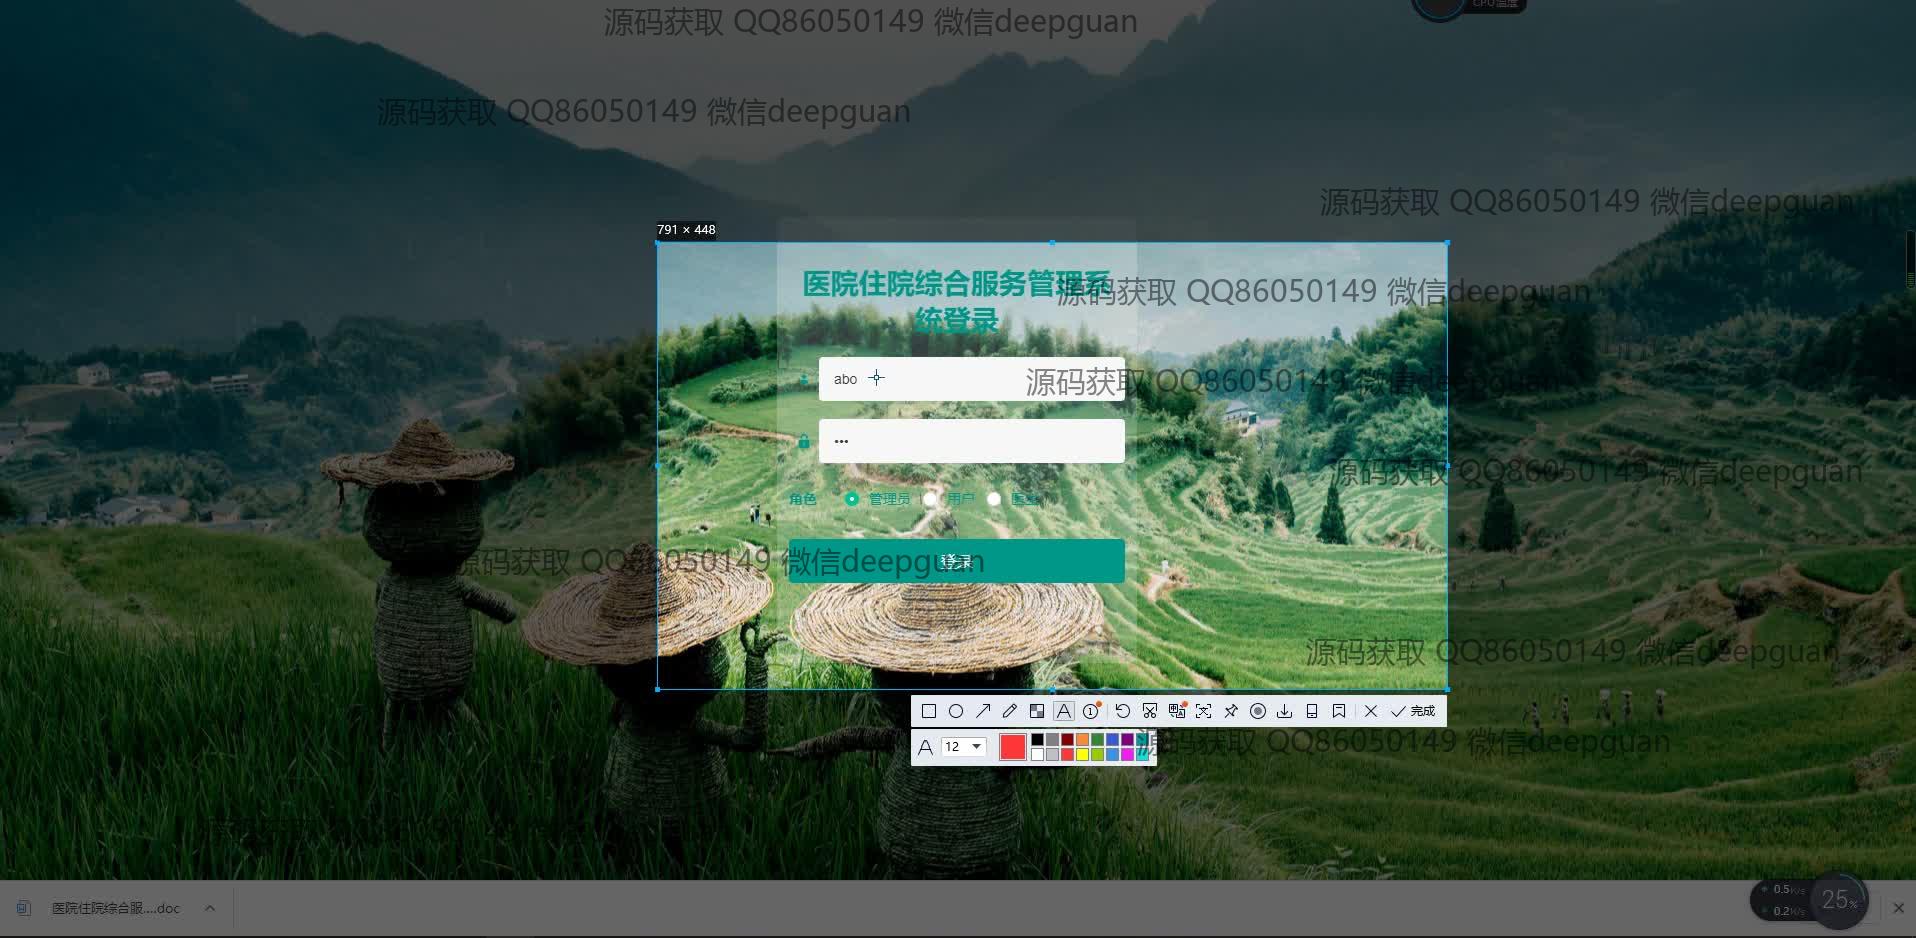 源码获取 QQ86050149 微信deepguan
CPU温度
源码获取 QQ86050149 微信deepguan
源码获取 QQ86050149 微信deepguan
791 × 448
医院住院综合服务管理系
统登录
源码获取 QQ86050149 微信deepguan
abo
源码获取 QQ86050149 微信deepguan
•••
源码获取 QQ86050149 微信deepguan
角色 管理员 用户 医生
源码获取 QQ86050149 微信deepguan
登录
源码获取 QQ86050149 微信deepguan
完成
A 12
源码获取 QQ86050149 微信deepguan
医院住院综合服....doc
0.5K/s
0.2K/s
25%